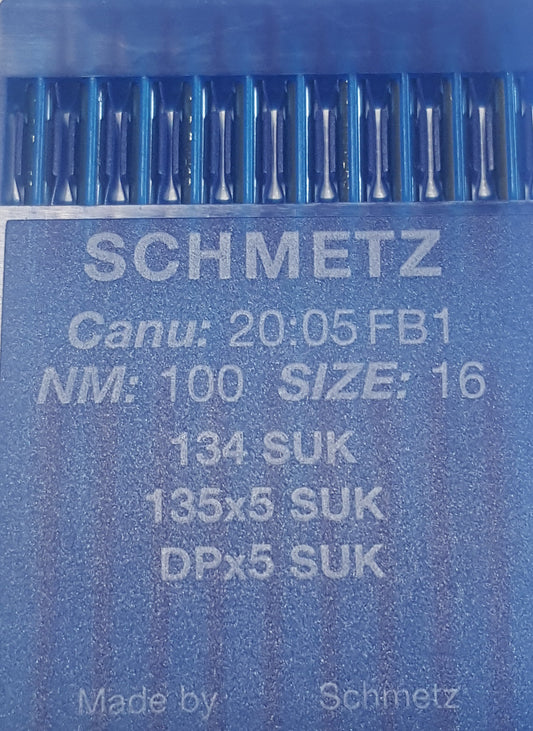 SCHMETZ
Canu: 20:05 FB1
NM: 100 SIZE: 16
134 SUK
135x5 SUK
DPx5 SUK
Made by Schmetz